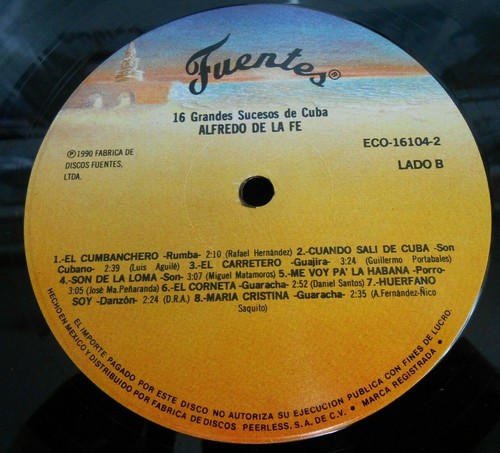 Fuentes®
16 Grandes Sucesos de Cuba
ALFREDO DE LA FE
℗1990 FABRICA DE
DISCOS FUENTES,
LTDA.
ECO-16104-2
LADO B
1.-EL CUMBANCHERO -Rumba- 2:10 (Rafael Hernández) 2.-CUANDO SALI DE CUBA -Son
Cubano- 2:39 (Luis Aguilé) 3.-EL CARRETERO -Guajira- 3:24 (Guillermo Portabales)
4.-SON DE LA LOMA -Son- 3:07 (Miguel Matamoros) 5.-ME VOY PA' LA HABANA -Porro-
3:05 (José Ma.Peñaranda) 6.-EL CORNETA -Guaracha- 2:52 (Daniel Santos) 7.-HUERFANO
SOY -Danzón- 2:24 (D.R.A.) 8.-MARIA CRISTINA -Guaracha- 2:35 (A.Fernández-Nico
Saquito)
EL IMPORTE PAGADO POR ESTE DISCO NO AUTORIZA SU EJECUCION PUBLICA CON FINES DE LUCRO.
HECHO EN MEXICO Y DISTRIBUIDO POR FABRICA DE DISCOS PEERLESS, S.A. DE C.V. • MARCA REGISTRADA •